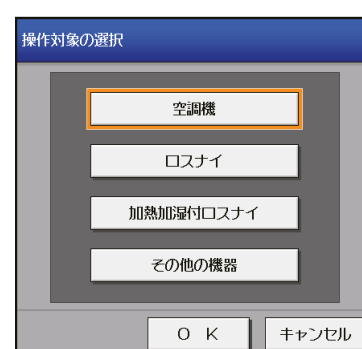 操作対象の選択
空調機
ロスナイ
加熱加湿付ロスナイ
その他の機器
O K
キャンセル